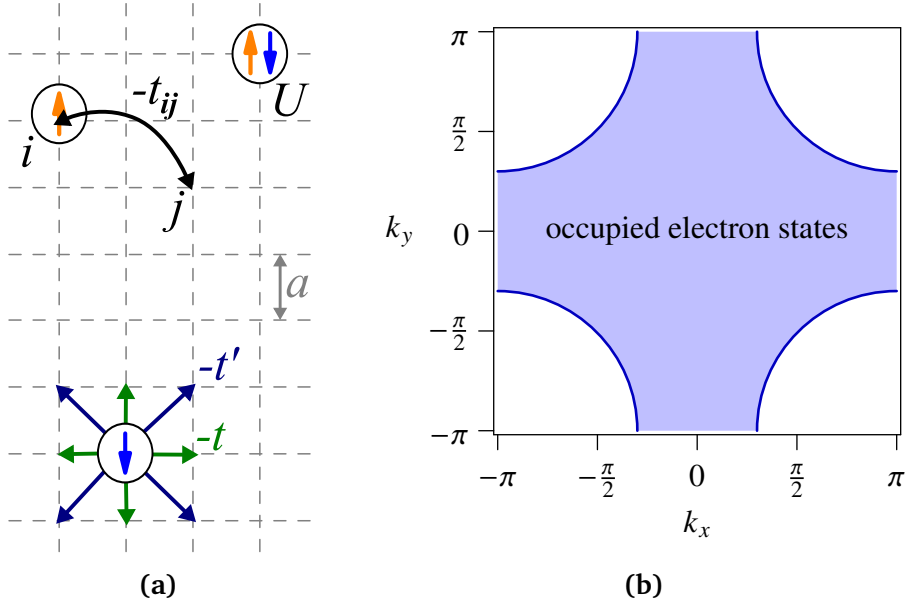 U
-t_ij
i
j
a
-t'
-t
(a)
π
π/2
k_y
0
-π/2
-π
occupied electron states
-π
-π/2
0
π/2
π
k_x
(b)